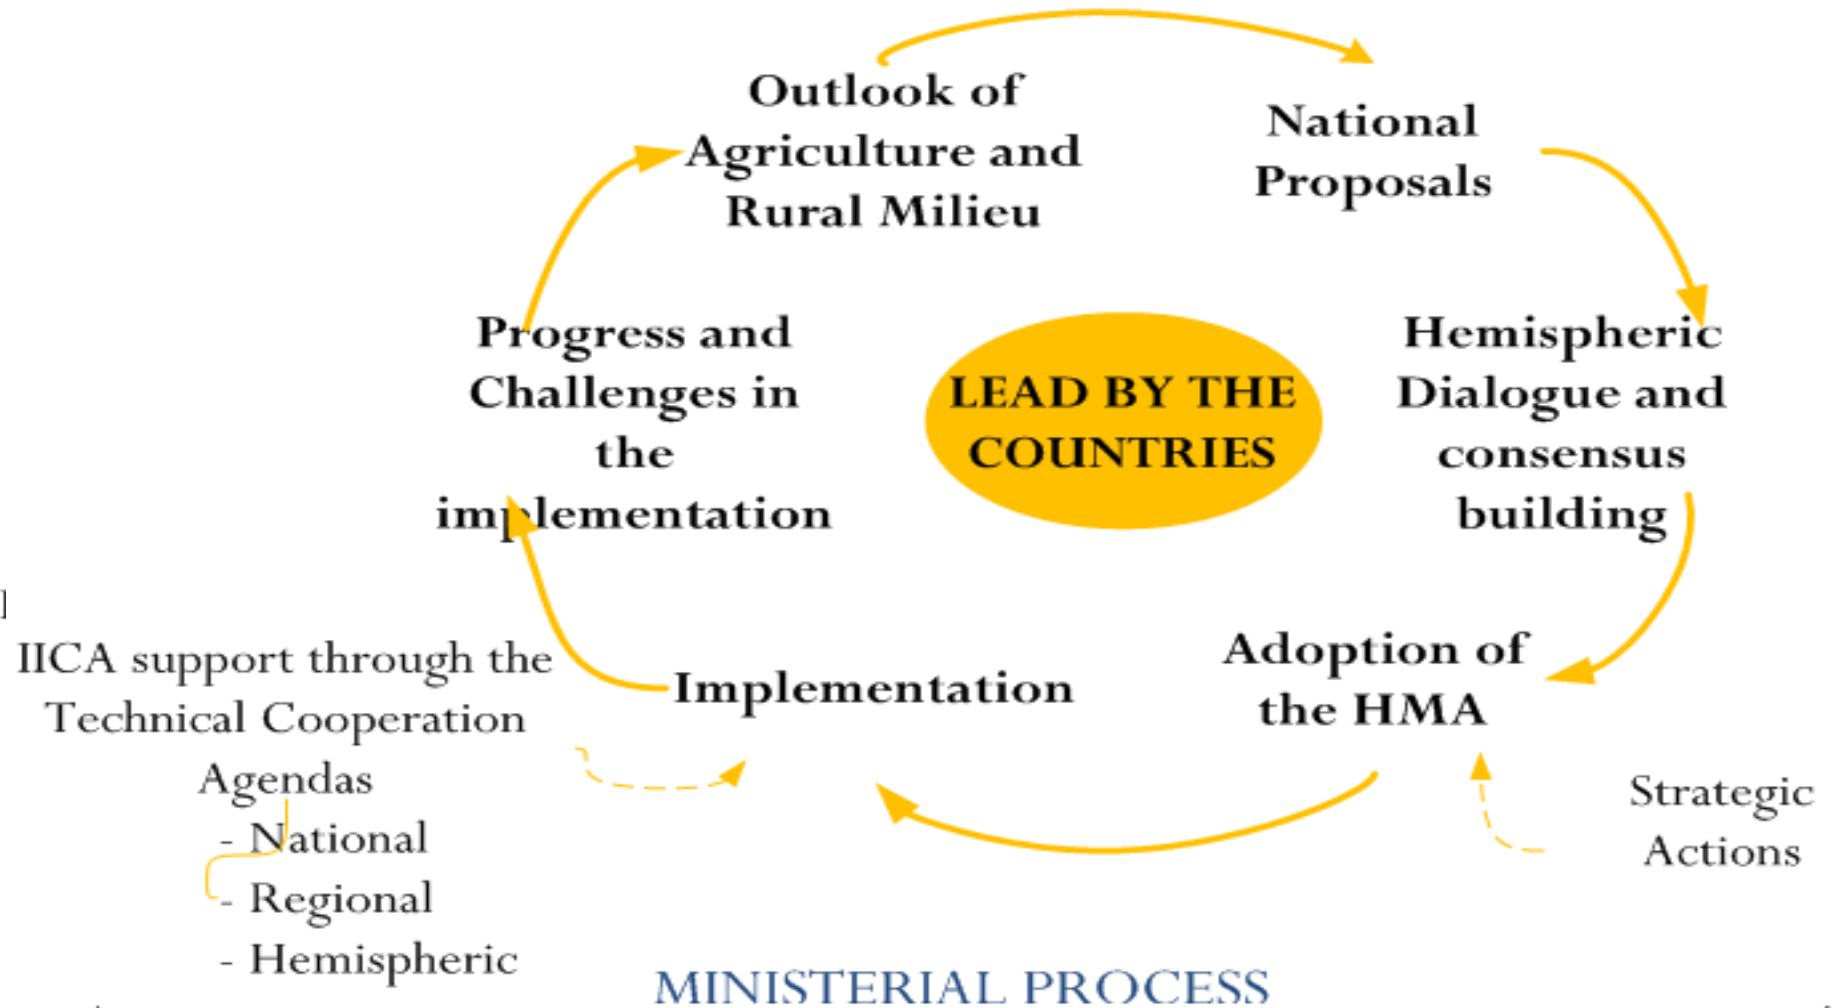 Outlook of
Agriculture and
Rural Milieu
National
Proposals
Progress and
Challenges in
the
implementation
LEAD BY THE
COUNTRIES
Hemispheric
Dialogue and
consensus
building
IICA support through the
Technical Cooperation
Agendas
- National
- Regional
- Hemispheric
Implementation
Adoption of
the HMA
Strategic
Actions
MINISTERIAL PROCESS